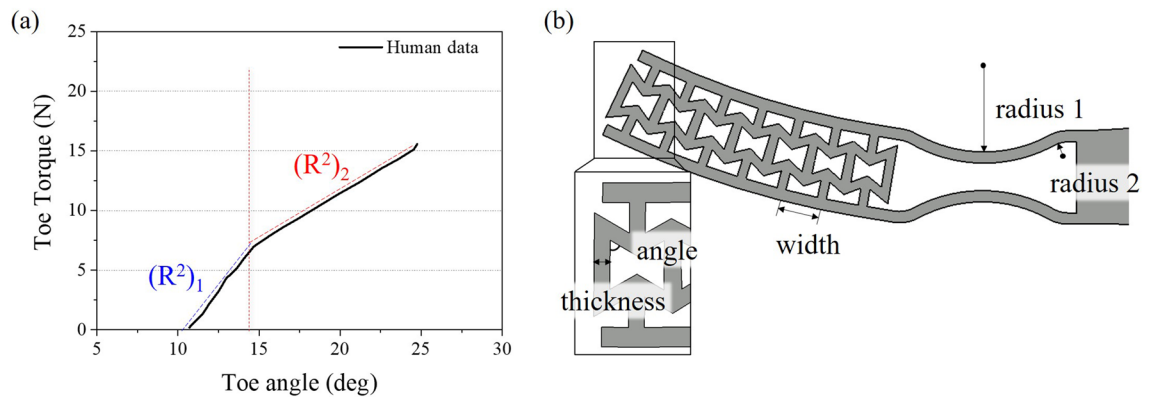 (a)
25
20
15
10
5
0
5
10
15
20
25
30
Toe Torque (N)
Toe angle (deg)
Human data
(R²)₂
(R²)₁
(b)
radius 1
radius 2
width
angle
thickness